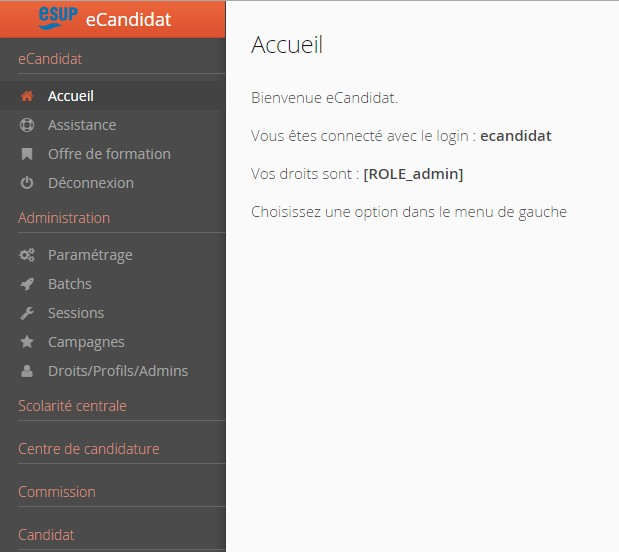 esup eCandidat
eCandidat
Accueil
Assistance
Offre de formation
Déconnexion
Administration
Paramétrage
Batchs
Sessions
Campagnes
Droits/Profils/Admins
Scolarité centrale
Centre de candidature
Commission
Candidat
Accueil
Bienvenue eCandidat.
Vous êtes connecté avec le login : ecandidat
Vos droits sont : [ROLE_admin]
Choisissez une option dans le menu de gauche